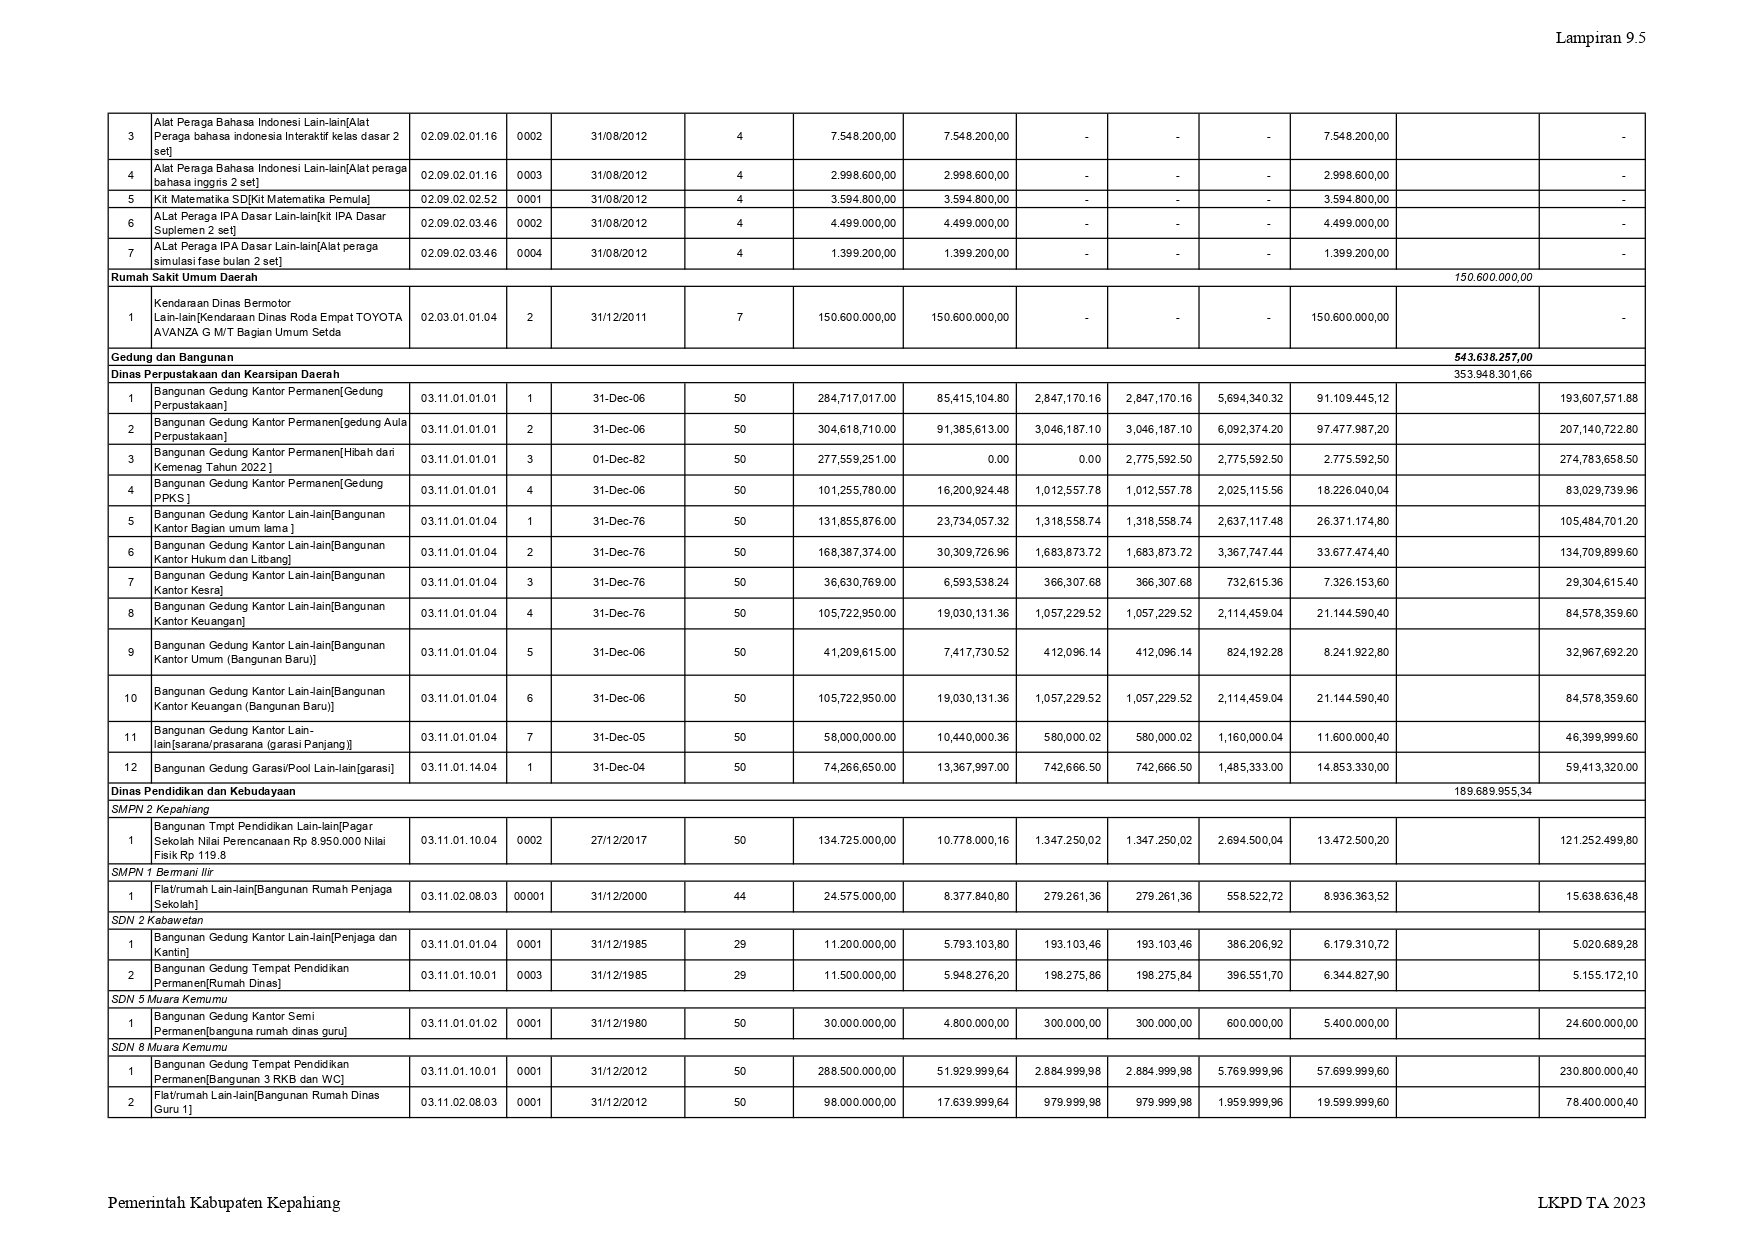 Lampiran 9.5
3 Alat Peraga Bahasa Indonesi Lain-lain[Alat Peraga bahasa indonesia Interaktif kelas dasar 2 set] 02.09.02.01.16 0002 31/08/2012 4 7.548.200,00 7.548.200,00 - - - 7.548.200,00 -
4 Alat Peraga Bahasa Indonesi Lain-lain[Alat peraga bahasa inggris 2 set] 02.09.02.01.16 0003 31/08/2012 4 2.998.600,00 2.998.600,00 - - - 2.998.600,00 -
5 Kit Matematika SD[Kit Matematika Pemula] 02.09.02.02.52 0001 31/08/2012 4 3.594.800,00 3.594.800,00 - - - 3.594.800,00 -
6 ALat Peraga IPA Dasar Lain-lain[kit IPA Dasar Suplemen 2 set] 02.09.02.03.46 0002 31/08/2012 4 4.499.000,00 4.499.000,00 - - - 4.499.000,00 -
7 ALat Peraga IPA Dasar Lain-lain[Alat peraga simulasi fase bulan 2 set] 02.09.02.03.46 0004 31/08/2012 4 1.399.200,00 1.399.200,00 - - - 1.399.200,00 -
Rumah Sakit Umum Daerah 150.600.000,00
1 Kendaraan Dinas Bermotor Lain-lain[Kendaraan Dinas Roda Empat TOYOTA AVANZA G M/T Bagian Umum Setda 02.03.01.01.04 2 31/12/2011 7 150.600.000,00 150.600.000,00 - - - 150.600.000,00 -
Gedung dan Bangunan 543.638.257,00
Dinas Perpustakaan dan Kearsipan Daerah 353.948.301,66
1 Bangunan Gedung Kantor Permanen[Gedung Perpustakaan] 03.11.01.01.01 1 31-Dec-06 50 284,717,017.00 85,415,104.80 2,847,170.16 2,847,170.16 5,694,340.32 91.109.445,12 193,607,571.88
2 Bangunan Gedung Kantor Permanen[gedung Aula Perpustakaan] 03.11.01.01.01 2 31-Dec-06 50 304,618,710.00 91,385,613.00 3,046,187.10 3,046,187.10 6,092,374.20 97.477.987,20 207,140,722.80
3 Bangunan Gedung Kantor Permanen[Hibah dari Kemenag Tahun 2022 ] 03.11.01.01.01 3 01-Dec-82 50 277,559,251.00 0.00 0.00 2,775,592.50 2,775,592.50 2.775.592,50 274,783,658.50
4 Bangunan Gedung Kantor Permanen[Gedung PPKS ] 03.11.01.01.01 4 31-Dec-06 50 101,255,780.00 16,200,924.48 1,012,557.78 1,012,557.78 2,025,115.56 18.226.040,04 83,029,739.96
5 Bangunan Gedung Kantor Lain-lain[Bangunan Kantor Bagian umum lama ] 03.11.01.01.04 1 31-Dec-76 50 131,855,876.00 23,734,057.32 1,318,558.74 1,318,558.74 2,637,117.48 26.371.174,80 105,484,701.20
6 Bangunan Gedung Kantor Lain-lain[Bangunan Kantor Hukum dan Litbang] 03.11.01.01.04 2 31-Dec-76 50 168,387,374.00 30,309,726.96 1,683,873.72 1,683,873.72 3,367,747.44 33.677.474,40 134,709,899.60
7 Bangunan Gedung Kantor Lain-lain[Bangunan Kantor Kesra] 03.11.01.01.04 3 31-Dec-76 50 36,630,769.00 6,593,538.24 366,307.68 366,307.68 732,615.36 7.326.153,60 29,304,615.40
8 Bangunan Gedung Kantor Lain-lain[Bangunan Kantor Keuangan] 03.11.01.01.04 4 31-Dec-76 50 105,722,950.00 19,030,131.36 1,057,229.52 1,057,229.52 2,114,459.04 21.144.590,40 84,578,359.60
9 Bangunan Gedung Kantor Lain-lain[Bangunan Kantor Umum (Bangunan Baru)] 03.11.01.01.04 5 31-Dec-06 50 41,209,615.00 7,417,730.52 412,096.14 412,096.14 824,192.28 8.241.922,80 32,967,692.20
10 Bangunan Gedung Kantor Lain-lain[Bangunan Kantor Keuangan (Bangunan Baru)] 03.11.01.01.04 6 31-Dec-06 50 105,722,950.00 19,030,131.36 1,057,229.52 1,057,229.52 2,114,459.04 21.144.590,40 84,578,359.60
11 Bangunan Gedung Kantor Lain-lain[sarana/prasarana (garasi Panjang)] 03.11.01.01.04 7 31-Dec-05 50 58,000,000.00 10,440,000.36 580,000.02 580,000.02 1,160,000.04 11.600.000,40 46,399,999.60
12 Bangunan Gedung Garasi/Pool Lain-lain[garasi] 03.11.01.14.04 1 31-Dec-04 50 74,266,650.00 13,367,997.00 742,666.50 742,666.50 1,485,333.00 14.853.330,00 59,413,320.00
Dinas Pendidikan dan Kebudayaan 189.689.955,34
SMPN 2 Kepahiang
1 Bangunan Tmpt Pendidikan Lain-lain[Pagar Sekolah Nilai Perencanaan Rp 8.950.000 Nilai Fisik Rp 119.8 03.11.01.10.04 0002 27/12/2017 50 134.725.000,00 10.778.000,16 1.347.250,02 1.347.250,02 2.694.500,04 13.472.500,20 121.252.499,80
SMPN 1 Bermani Ilir
1 Flat/rumah Lain-lain[Bangunan Rumah Penjaga Sekolah] 03.11.02.08.03 00001 31/12/2000 44 24.575.000,00 8.377.840,80 279.261,36 279.261,36 558.522,72 8.936.363,52 15.638.636,48
SDN 2 Kabawetan
1 Bangunan Gedung Kantor Lain-lain[Penjaga dan Kantin] 03.11.01.01.04 0001 31/12/1985 29 11.200.000,00 5.793.103,80 193.103,46 193.103,46 386.206,92 6.179.310,72 5.020.689,28
2 Bangunan Gedung Tempat Pendidikan Permanen[Rumah Dinas] 03.11.01.10.01 0003 31/12/1985 29 11.500.000,00 5.948.276,20 198.275,86 198.275,84 396.551,70 6.344.827,90 5.155.172,10
SDN 5 Muara Kemumu
1 Bangunan Gedung Kantor Semi Permanen[banguna rumah dinas guru] 03.11.01.01.02 0001 31/12/1980 50 30.000.000,00 4.800.000,00 300.000,00 300.000,00 600.000,00 5.400.000,00 24.600.000,00
SDN 8 Muara Kemumu
1 Bangunan Gedung Tempat Pendidikan Permanen[Bangunan 3 RKB dan WC] 03.11.01.10.01 0001 31/12/2012 50 288.500.000,00 51.929.999,64 2.884.999,98 2.884.999,98 5.769.999,96 57.699.999,60 230.800.000,40
2 Flat/rumah Lain-lain[Bangunan Rumah Dinas Guru 1] 03.11.02.08.03 0001 31/12/2012 50 98.000.000,00 17.639.999,64 979.999,98 979.999,98 1.959.999,96 19.599.999,60 78.400.000,40
Pemerintah Kabupaten Kepahiang LKPD TA 2023